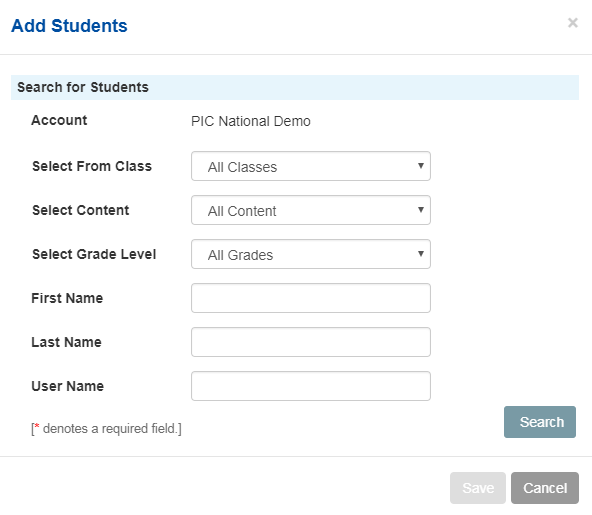 Add Students ×
Search for Students
Account PIC National Demo
Select From Class All Classes
Select Content All Content
Select Grade Level All Grades
First Name
Last Name
User Name
[* denotes a required field.] Search
Save Cancel